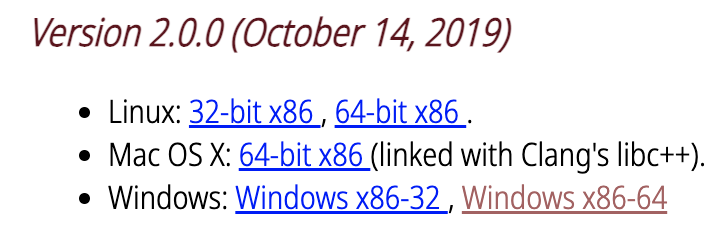 Version 2.0.0 (October 14, 2019)
Linux: 32-bit x86 , 64-bit x86 .
Mac OS X: 64-bit x86 (linked with Clang's libc++).
Windows: Windows x86-32 , Windows x86-64